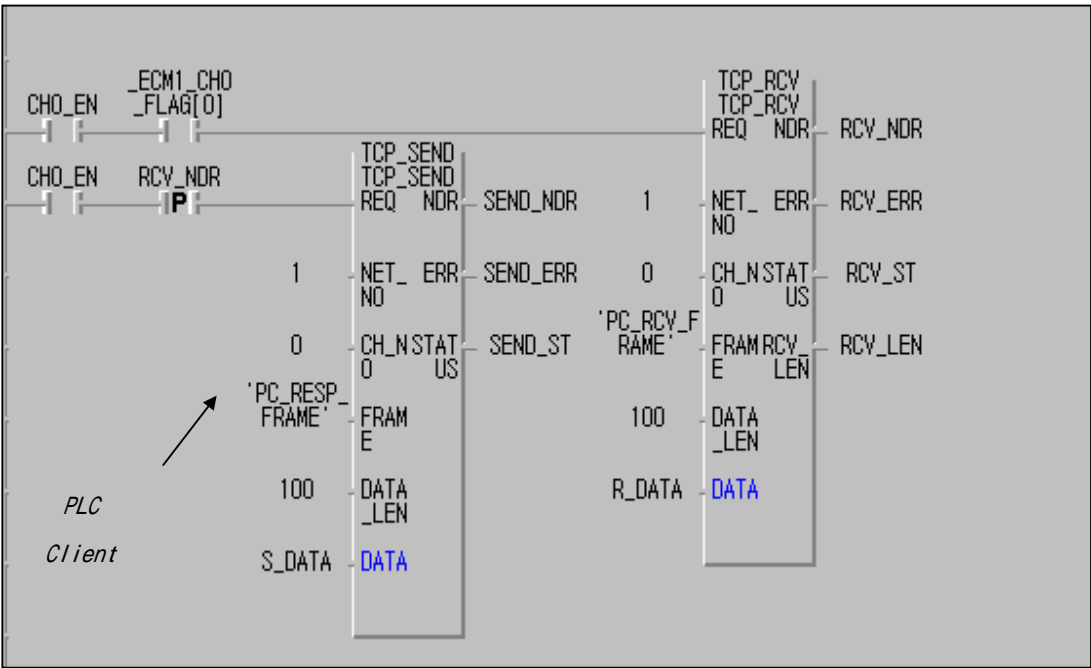 _ECM1_CH0
_FLAG[0]
CH0_EN
TCP_RCV
TCP_RCV
REQ NDR RCV_NDR
CH0_EN RCV_NDR
P
TCP_SEND
TCP_SEND
REQ NDR SEND_NDR
1 NET_ ERR RCV_ERR
NO
1 NET_ ERR SEND_ERR
NO
0 CH_N STAT RCV_ST
O US
0 CH_N STAT SEND_ST
O US
'PC_RCV_F
RAME' FRAM RCV_ RCV_LEN
E LEN
'PC_RESP_
FRAME' FRAM
E
100 DATA
_LEN
100 DATA
_LEN
R_DATA DATA
S_DATA DATA
PLC
Client